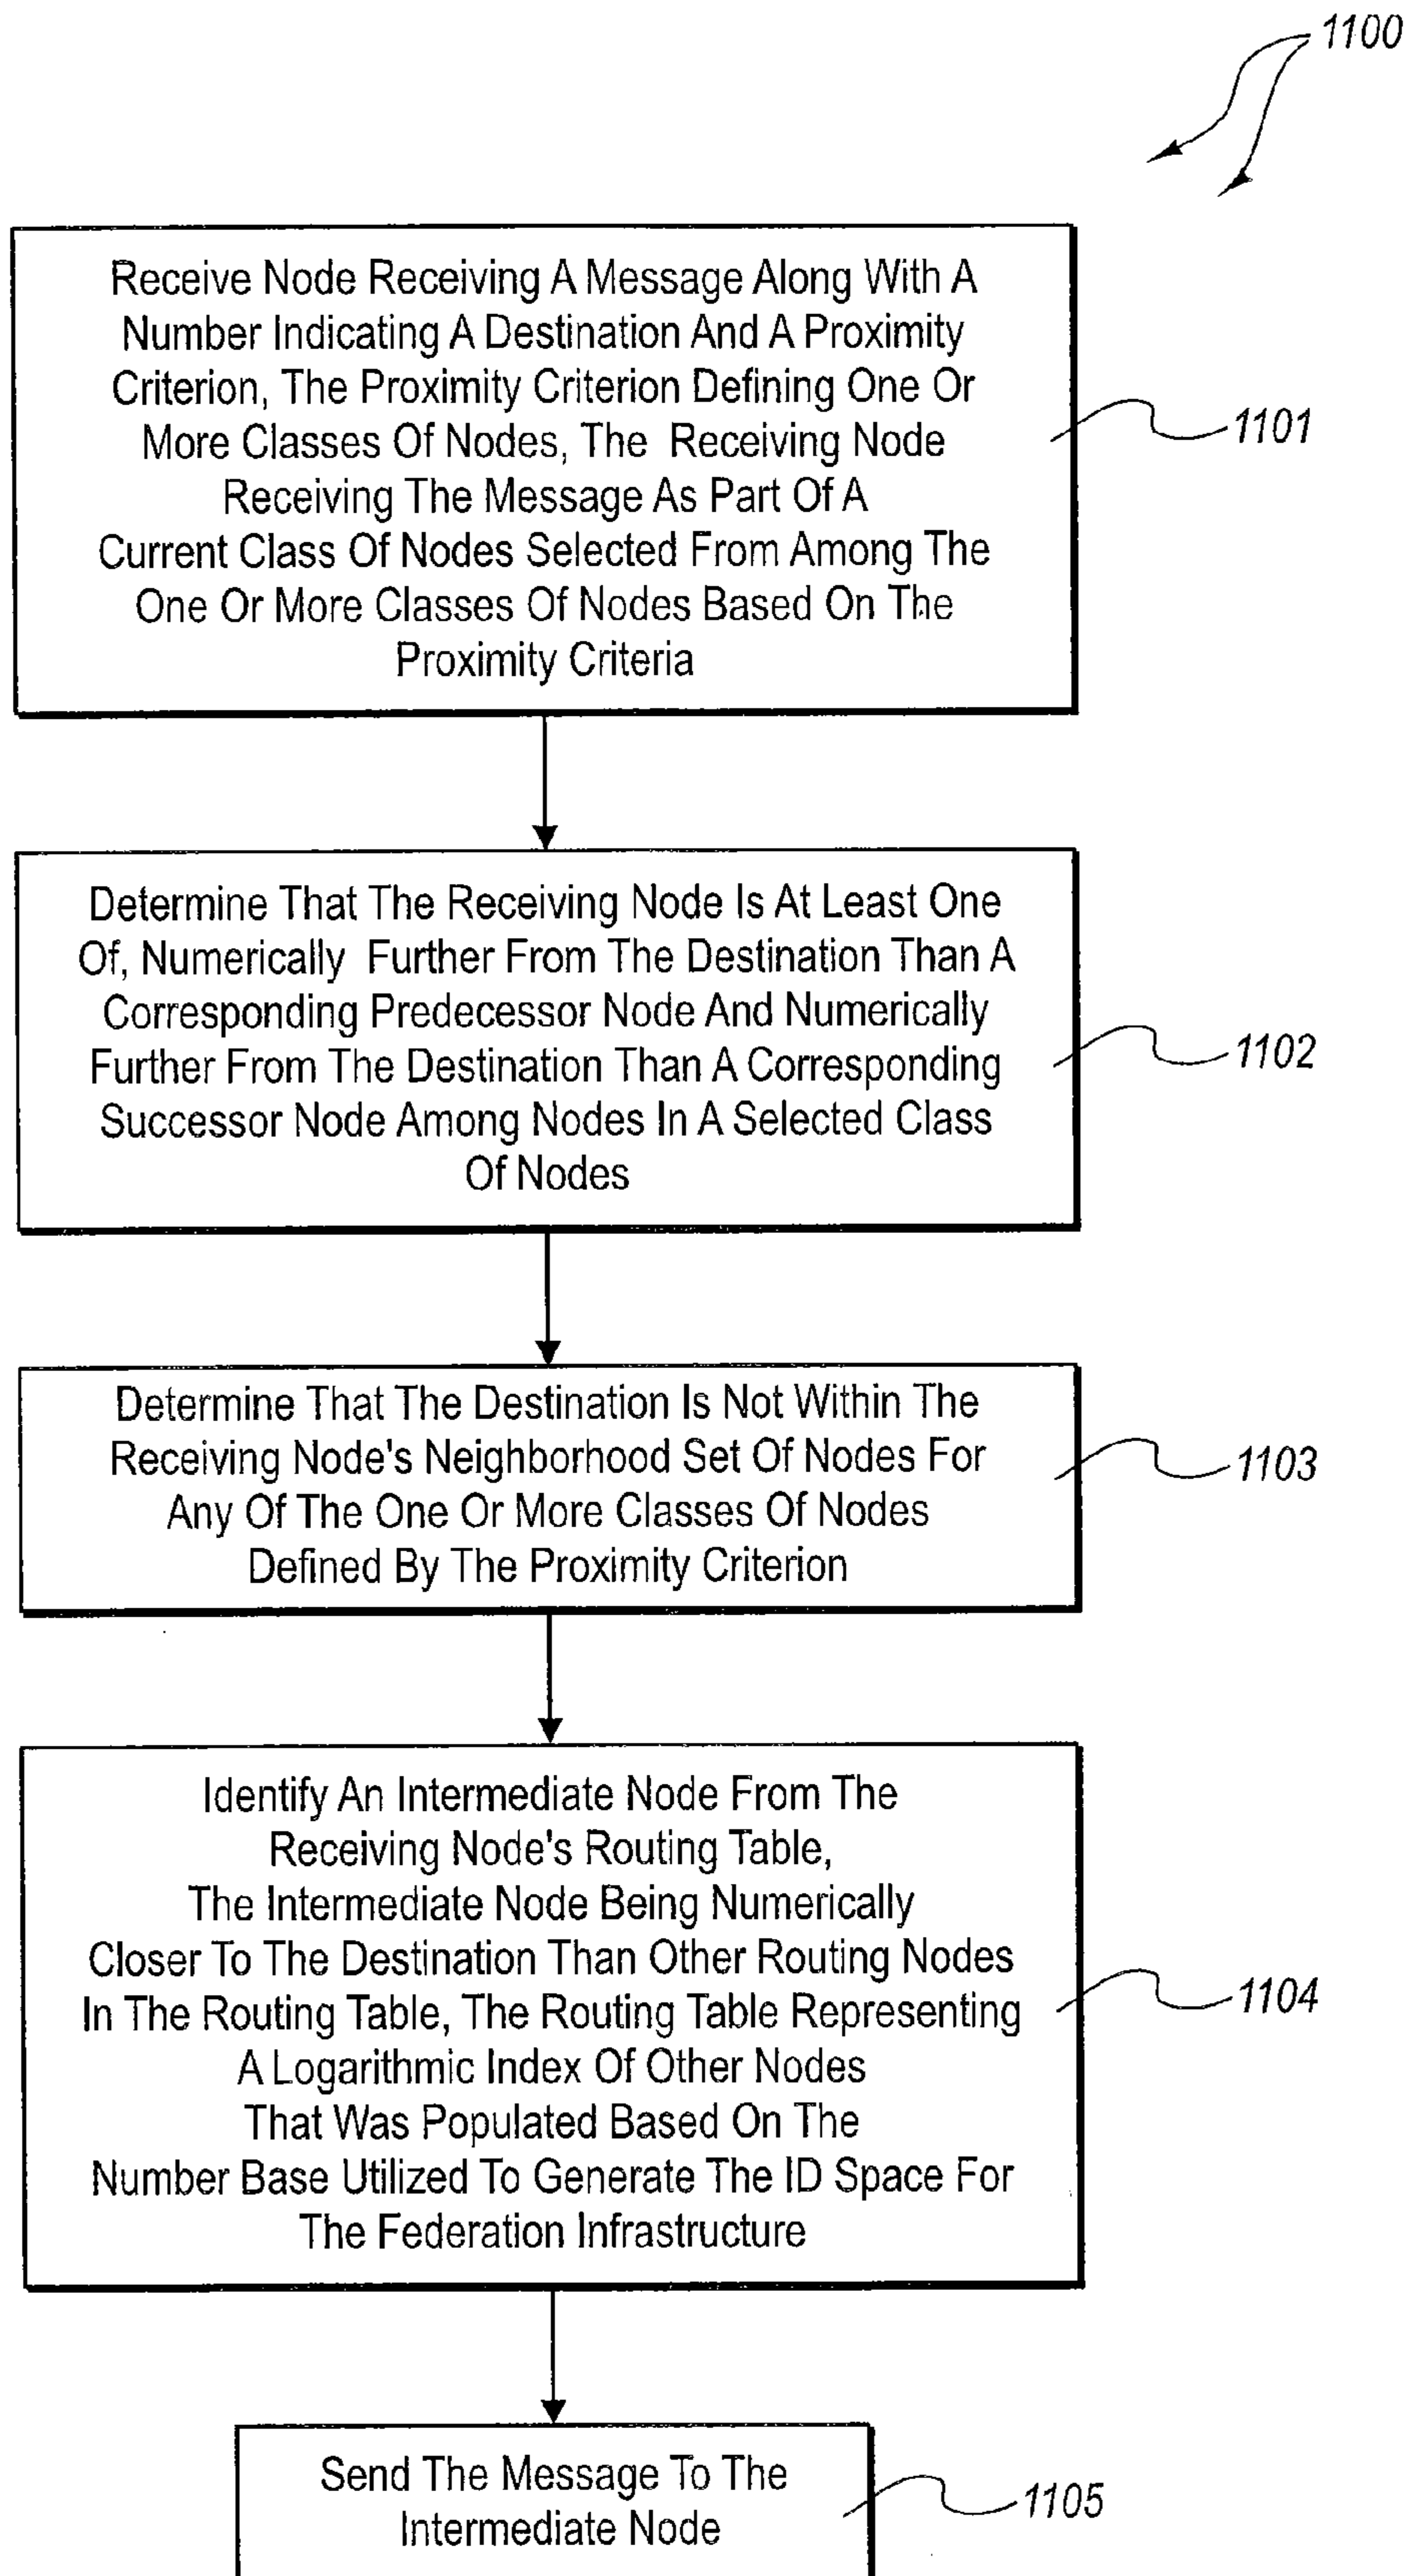 1100
Receive Node Receiving A Message Along With A
Number Indicating A Destination And A Proximity
Criterion, The Proximity Criterion Defining One Or
More Classes Of Nodes, The Receiving Node
Receiving The Message As Part Of A
Current Class Of Nodes Selected From Among The
One Or More Classes Of Nodes Based On The
Proximity Criteria
1101
Determine That The Receiving Node Is At Least One
Of, Numerically Further From The Destination Than A
Corresponding Predecessor Node And Numerically
Further From The Destination Than A Corresponding
Successor Node Among Nodes In A Selected Class
Of Nodes
1102
Determine That The Destination Is Not Within The
Receiving Node's Neighborhood Set Of Nodes For
Any Of The One Or More Classes Of Nodes
Defined By The Proximity Criterion
1103
Identify An Intermediate Node From The
Receiving Node's Routing Table,
The Intermediate Node Being Numerically
Closer To The Destination Than Other Routing Nodes
In The Routing Table, The Routing Table Representing
A Logarithmic Index Of Other Nodes
That Was Populated Based On The
Number Base Utilized To Generate The ID Space For
The Federation Infrastructure
1104
Send The Message To The
Intermediate Node
1105